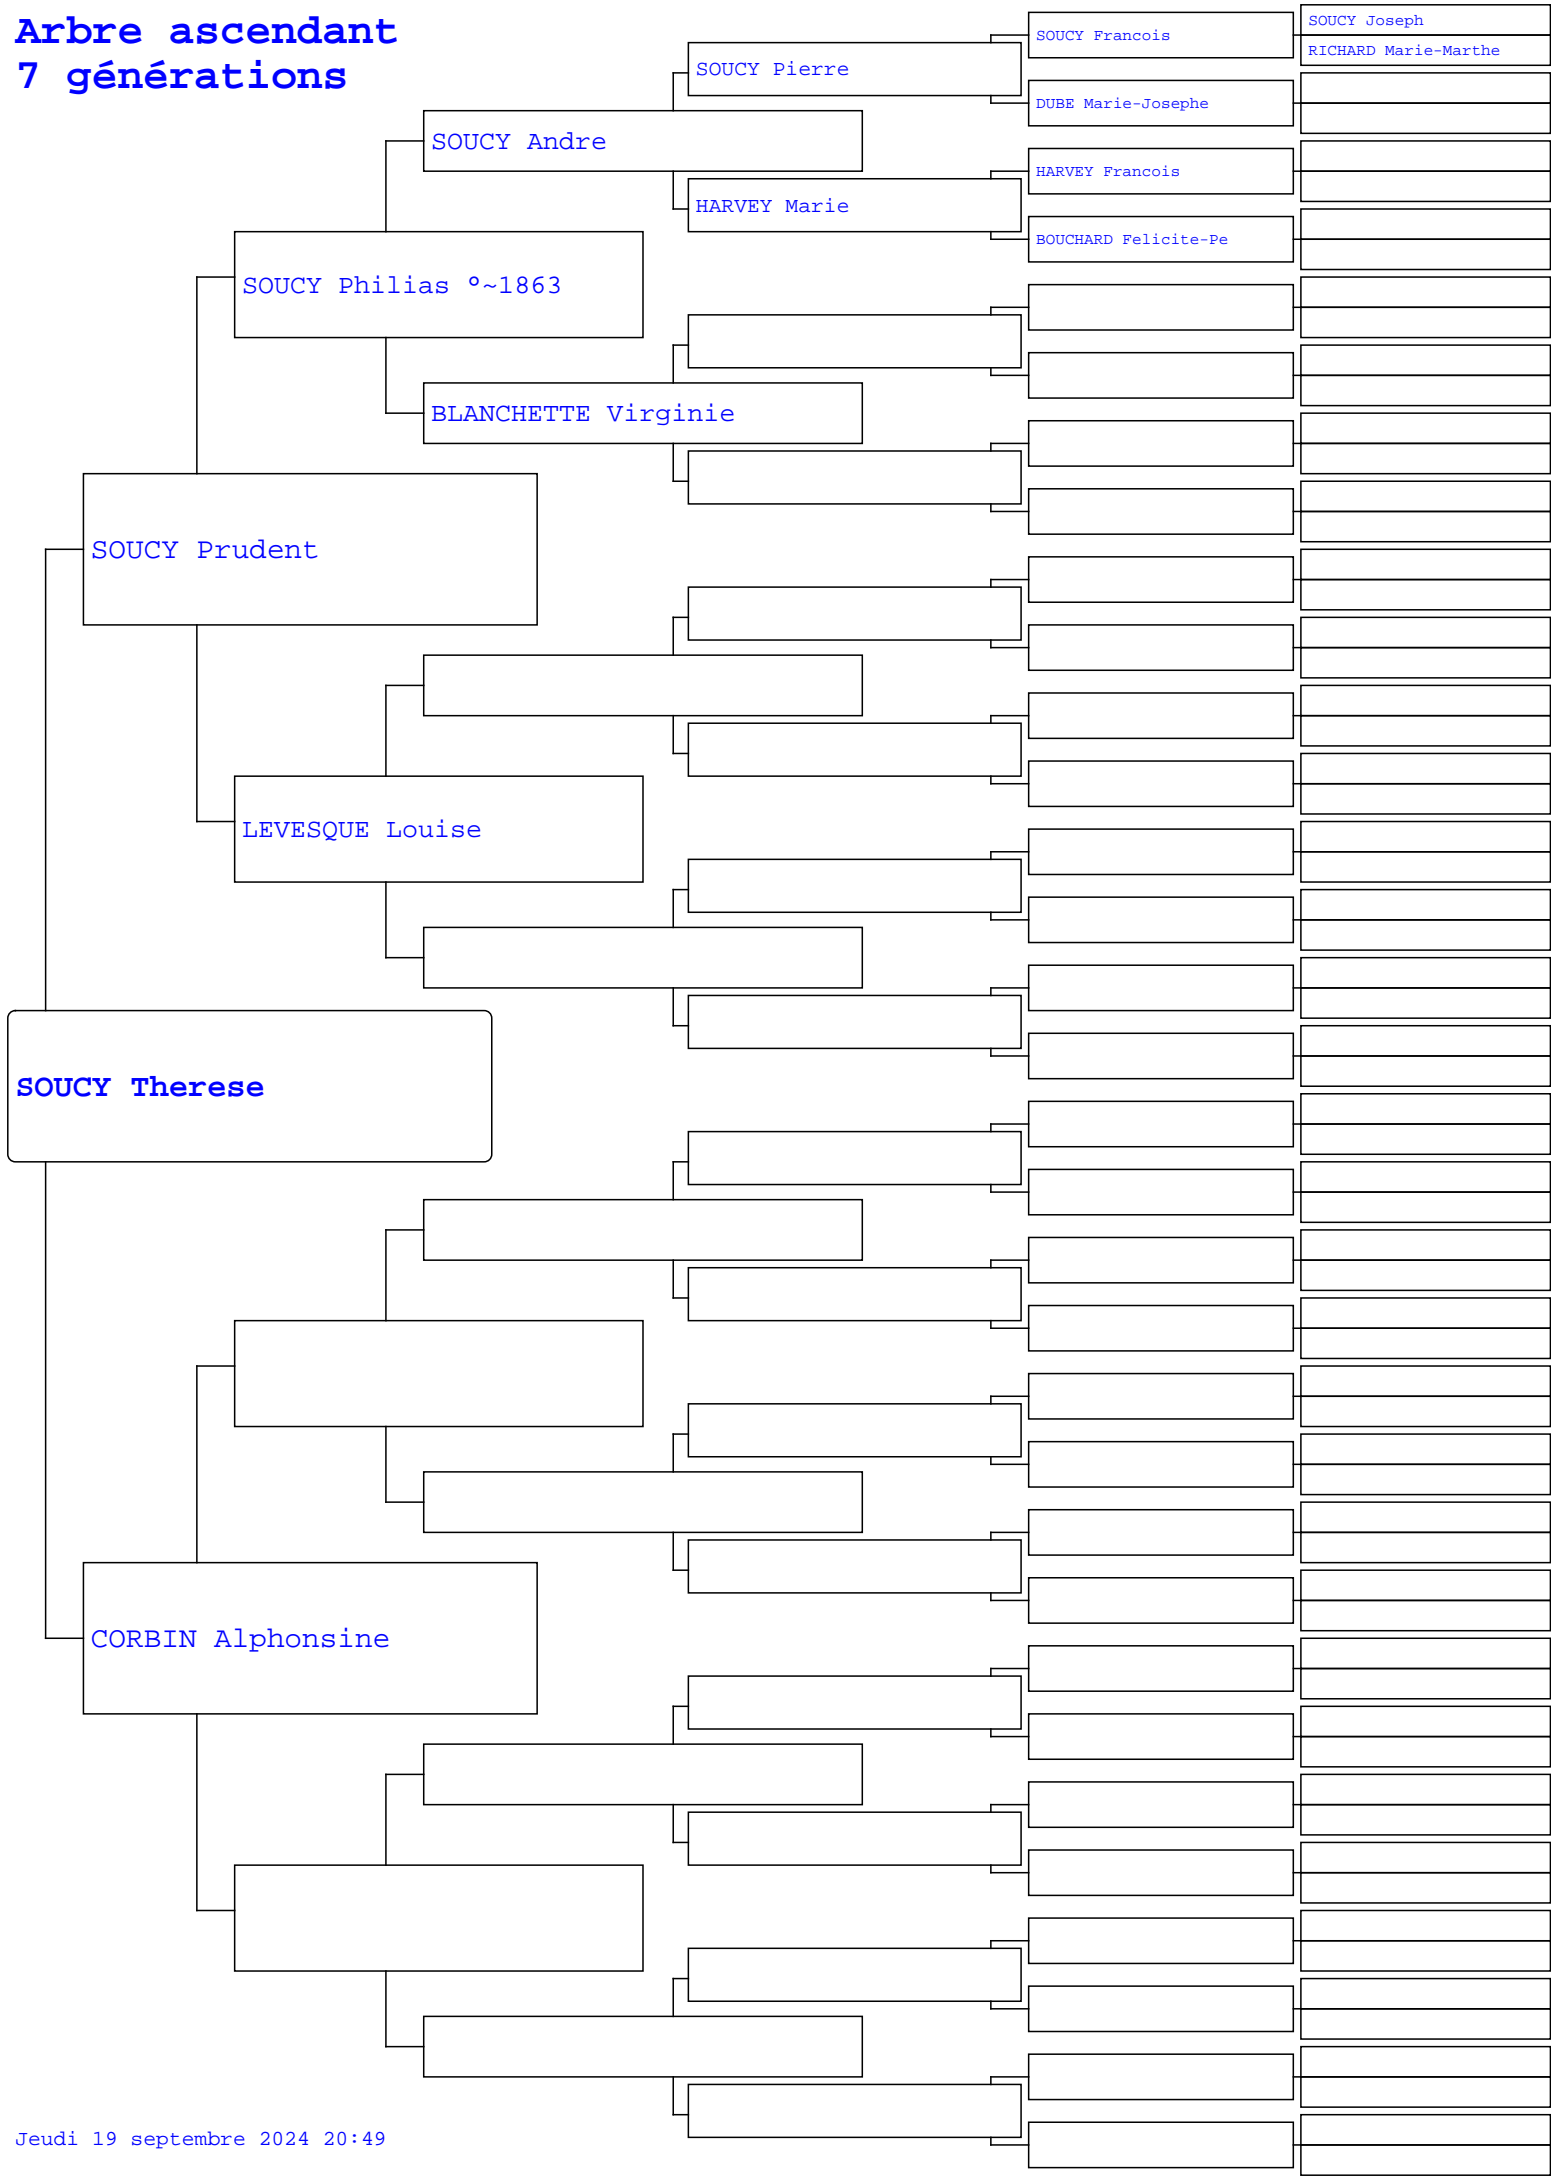 Arbre ascendant
7 générations
SOUCY Joseph
RICHARD Marie-Marthe
SOUCY Francois
SOUCY Pierre
DUBE Marie-Josephe
SOUCY Andre
HARVEY Francois
HARVEY Marie
BOUCHARD Felicite-Pe
SOUCY Philias °~1863
BLANCHETTE Virginie
SOUCY Prudent
LEVESQUE Louise
SOUCY Therese
CORBIN Alphonsine
Jeudi 19 septembre 2024 20:49